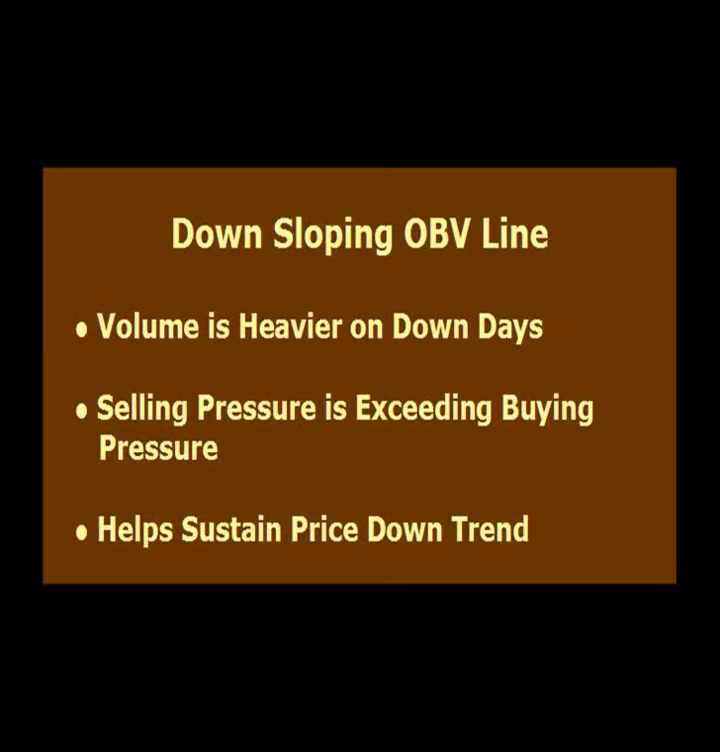 Down Sloping OBV Line
• Volume is Heavier on Down Days
• Selling Pressure is Exceeding Buying
Pressure
• Helps Sustain Price Down Trend